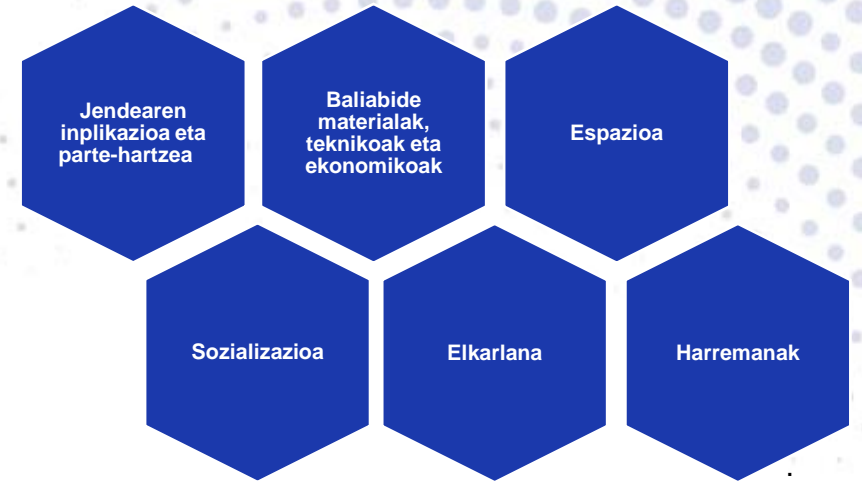 Jendearen
inplikazioa eta
parte-hartzea
Baliabide
materialak,
teknikoak eta
ekonomikoak
Espazioa
Sozializazioa
Elkarlana
Harremanak
.